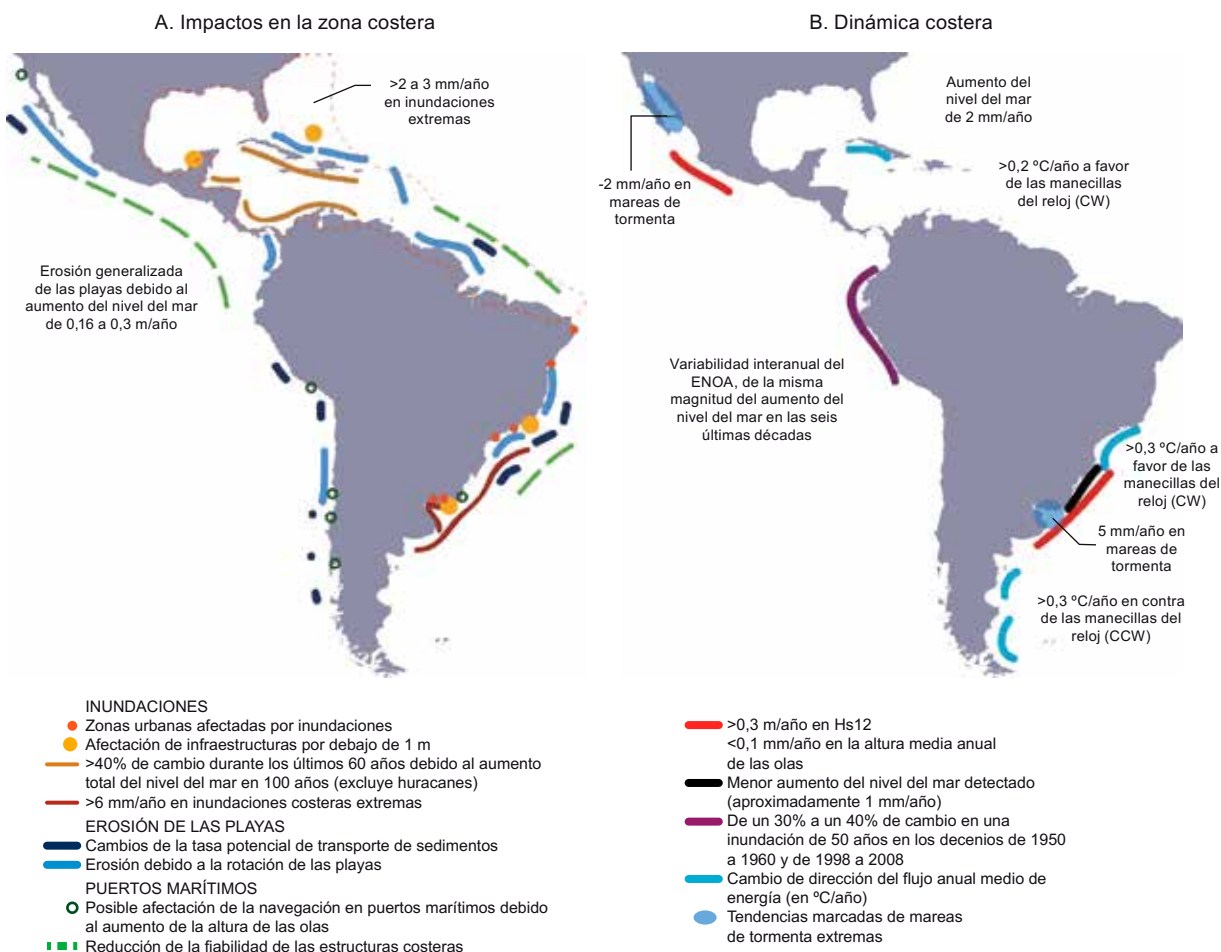 A. Impactos en la zona costera
>2 a 3 mm/año
en inundaciones
extremas
Erosión generalizada
de las playas debido al
aumento del nivel del mar
de 0,16 a 0,3 m/año
INUNDACIONES
Zonas urbanas afectadas por inundaciones
Afectación de infraestructuras por debajo de 1 m
>40% de cambio durante los últimos 60 años debido al aumento
total del nivel del mar en 100 años (excluye huracanes)
>6 mm/año en inundaciones costeras extremas
EROSIÓN DE LAS PLAYAS
Cambios de la tasa potencial de transporte de sedimentos
Erosión debido a la rotación de las playas
PUERTOS MARÍTIMOS
Posible afectación de la navegación en puertos marítimos debido
al aumento de la altura de las olas
Reducción de la fiabilidad de las estructuras costeras
B. Dinámica costera
Aumento del
nivel del mar
de 2 mm/año
-2 mm/año en
mareas de
tormenta
>0,2 ºC/año a favor
de las manecillas
del reloj (CW)
Variabilidad interanual del
ENOA, de la misma
magnitud del aumento del
nivel del mar en las seis
últimas décadas
>0,3 ºC/año a
favor de las
manecillas del
reloj (CW)
5 mm/año en
mareas de
tormenta
>0,3 ºC/año en contra
de las manecillas del
reloj (CCW)
>0,3 m/año en Hs12
<0,1 mm/año en la altura media anual
de las olas
Menor aumento del nivel del mar detectado
(aproximadamente 1 mm/año)
De un 30% a un 40% de cambio en una
inundación de 50 años en los decenios de 1950
a 1960 y de 1998 a 2008
Cambio de dirección del flujo anual medio de
energía (en ºC/año)
Tendencias marcadas de mareas
de tormenta extremas